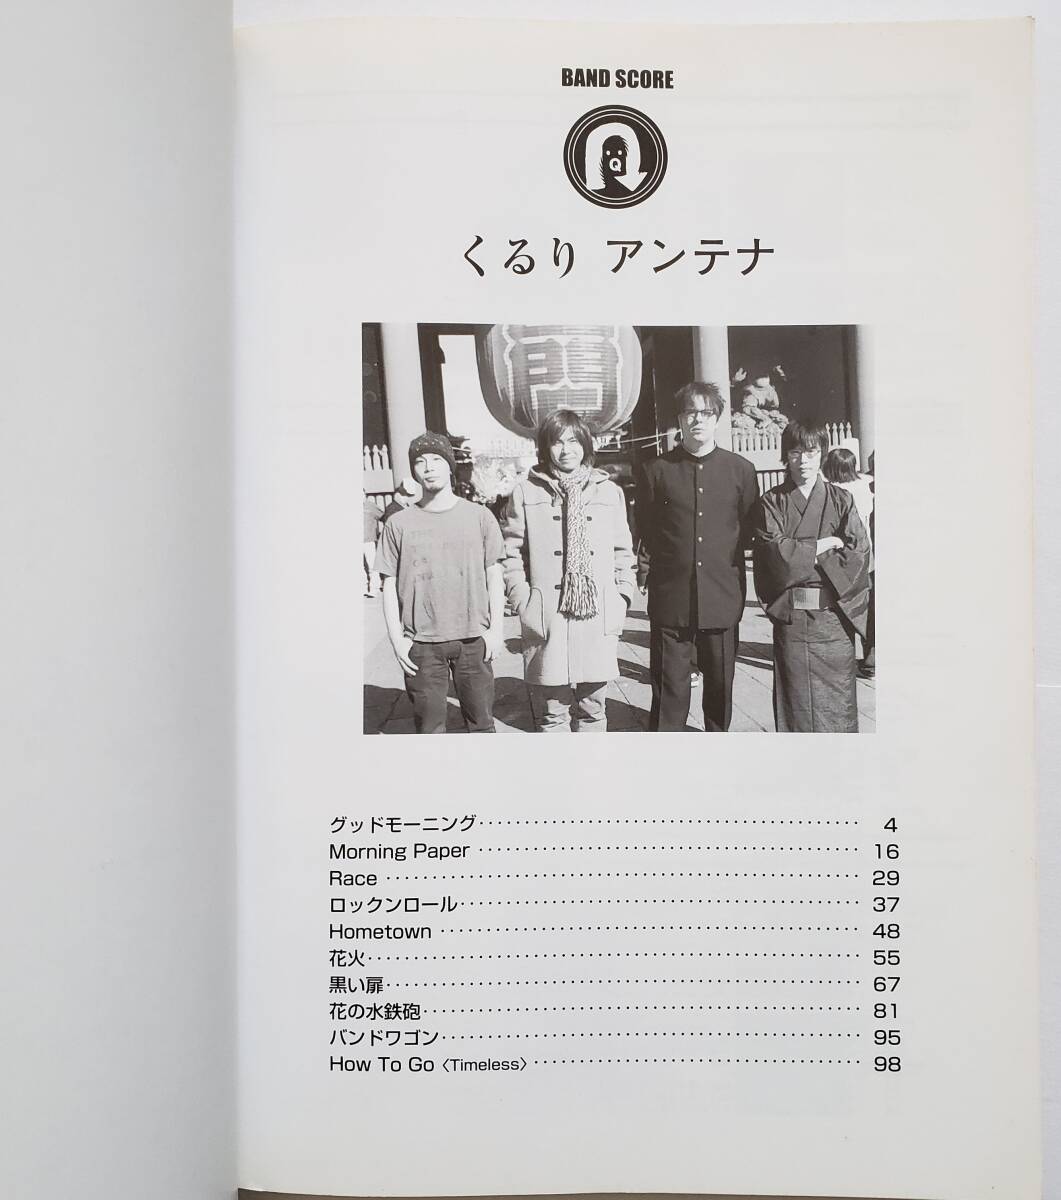 BAND SCORE
Q
くるり アンテナ
グッドモーニング 4
Morning Paper 16
Race 29
ロックンロール 37
Hometown 48
花火 55
黒い扉 67
花の水鉄砲 81
バンドワゴン 95
How To Go〈Timeless〉 98